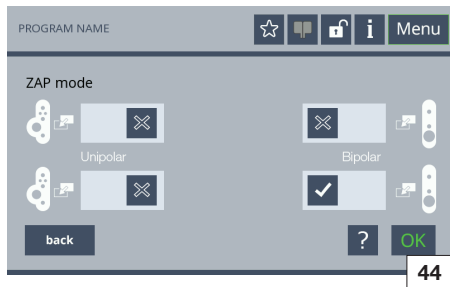 PROGRAM NAME
i
Menu
ZAP mode
Unipolar
Bipolar
back
?
OK
44